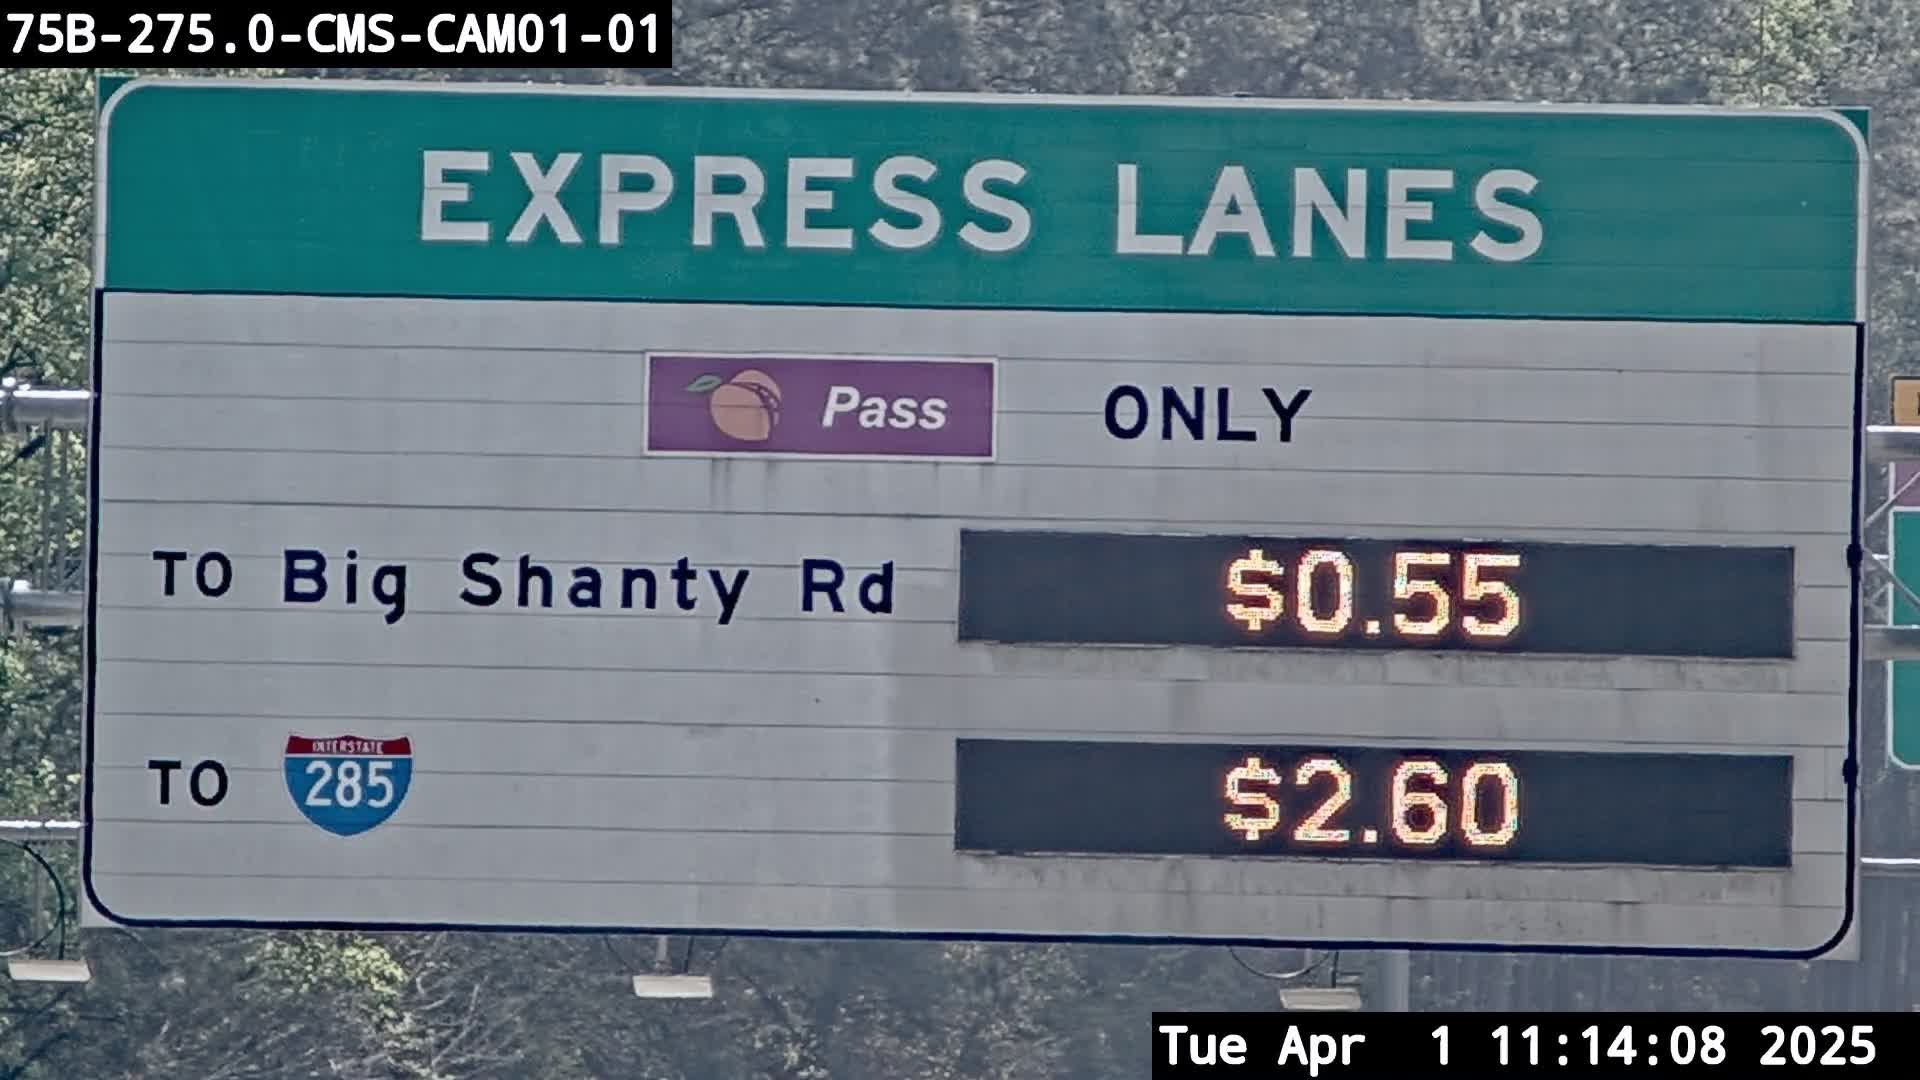 75B-275.0-CMS-CAM01-01
EXPRESS LANES
Pass ONLY
TO Big Shanty Rd $0.55
INTERSTATE
TO 285 $2.60
Tue Apr 1 11:14:08 2025